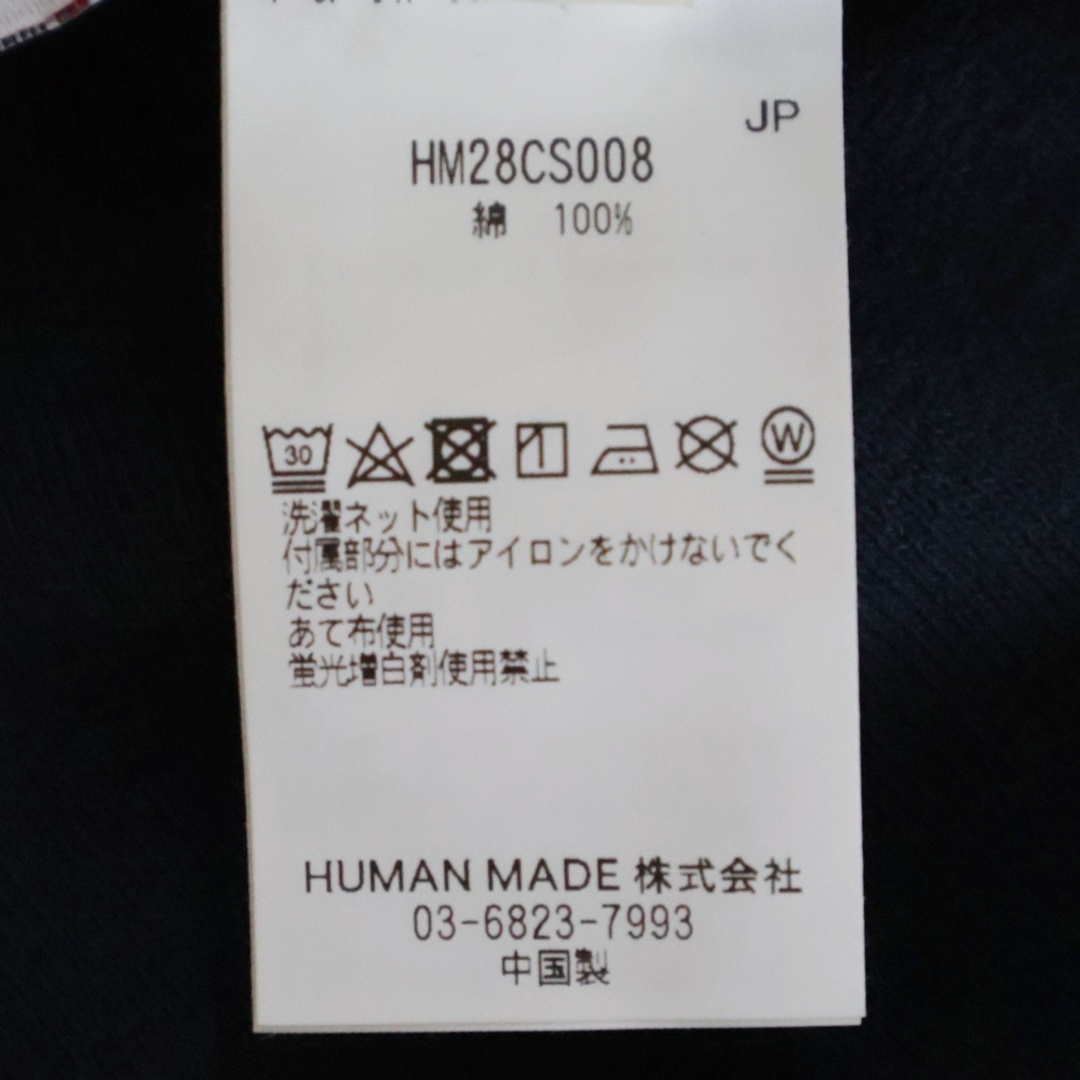 JP
HM28CS008
綿 100%
30
W
洗濯ネット使用
付属部分にはアイロンをかけないでく
ださい
あて布使用
蛍光増白剤使用禁止
HUMAN MADE 株式会社
03-6823-7993
中国製